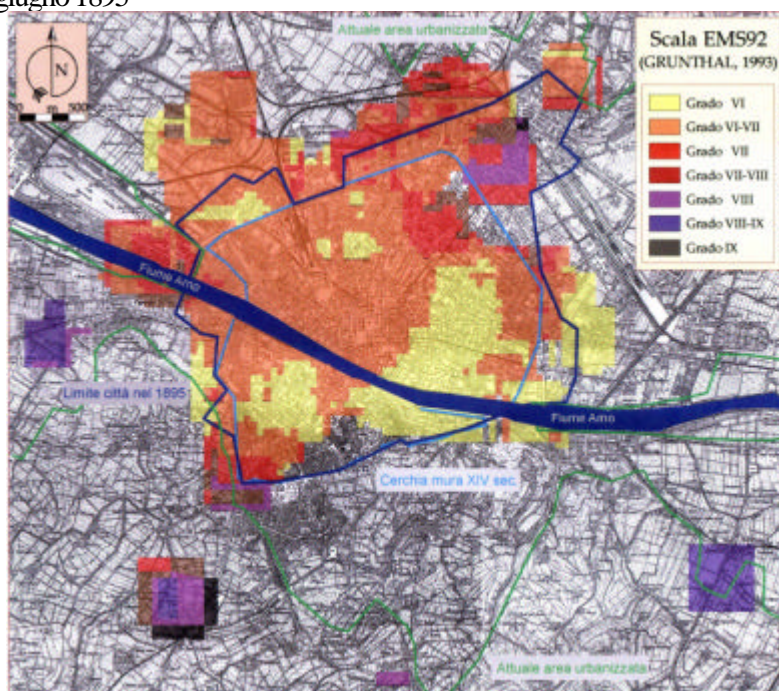 giugno 1895
Attuale area urbanizzata
N
0 m 500
Scala EMS92
(GRUNTHAL, 1993)
Grado VI
Grado VI-VII
Grado VII
Grado VII-VIII
Grado VIII
Grado VIII-IX
Grado IX
Fiume Arno
Limite città nel 1895
Fiume Arno
Cerchia mura XIV sec.
Attuale area urbanizzata